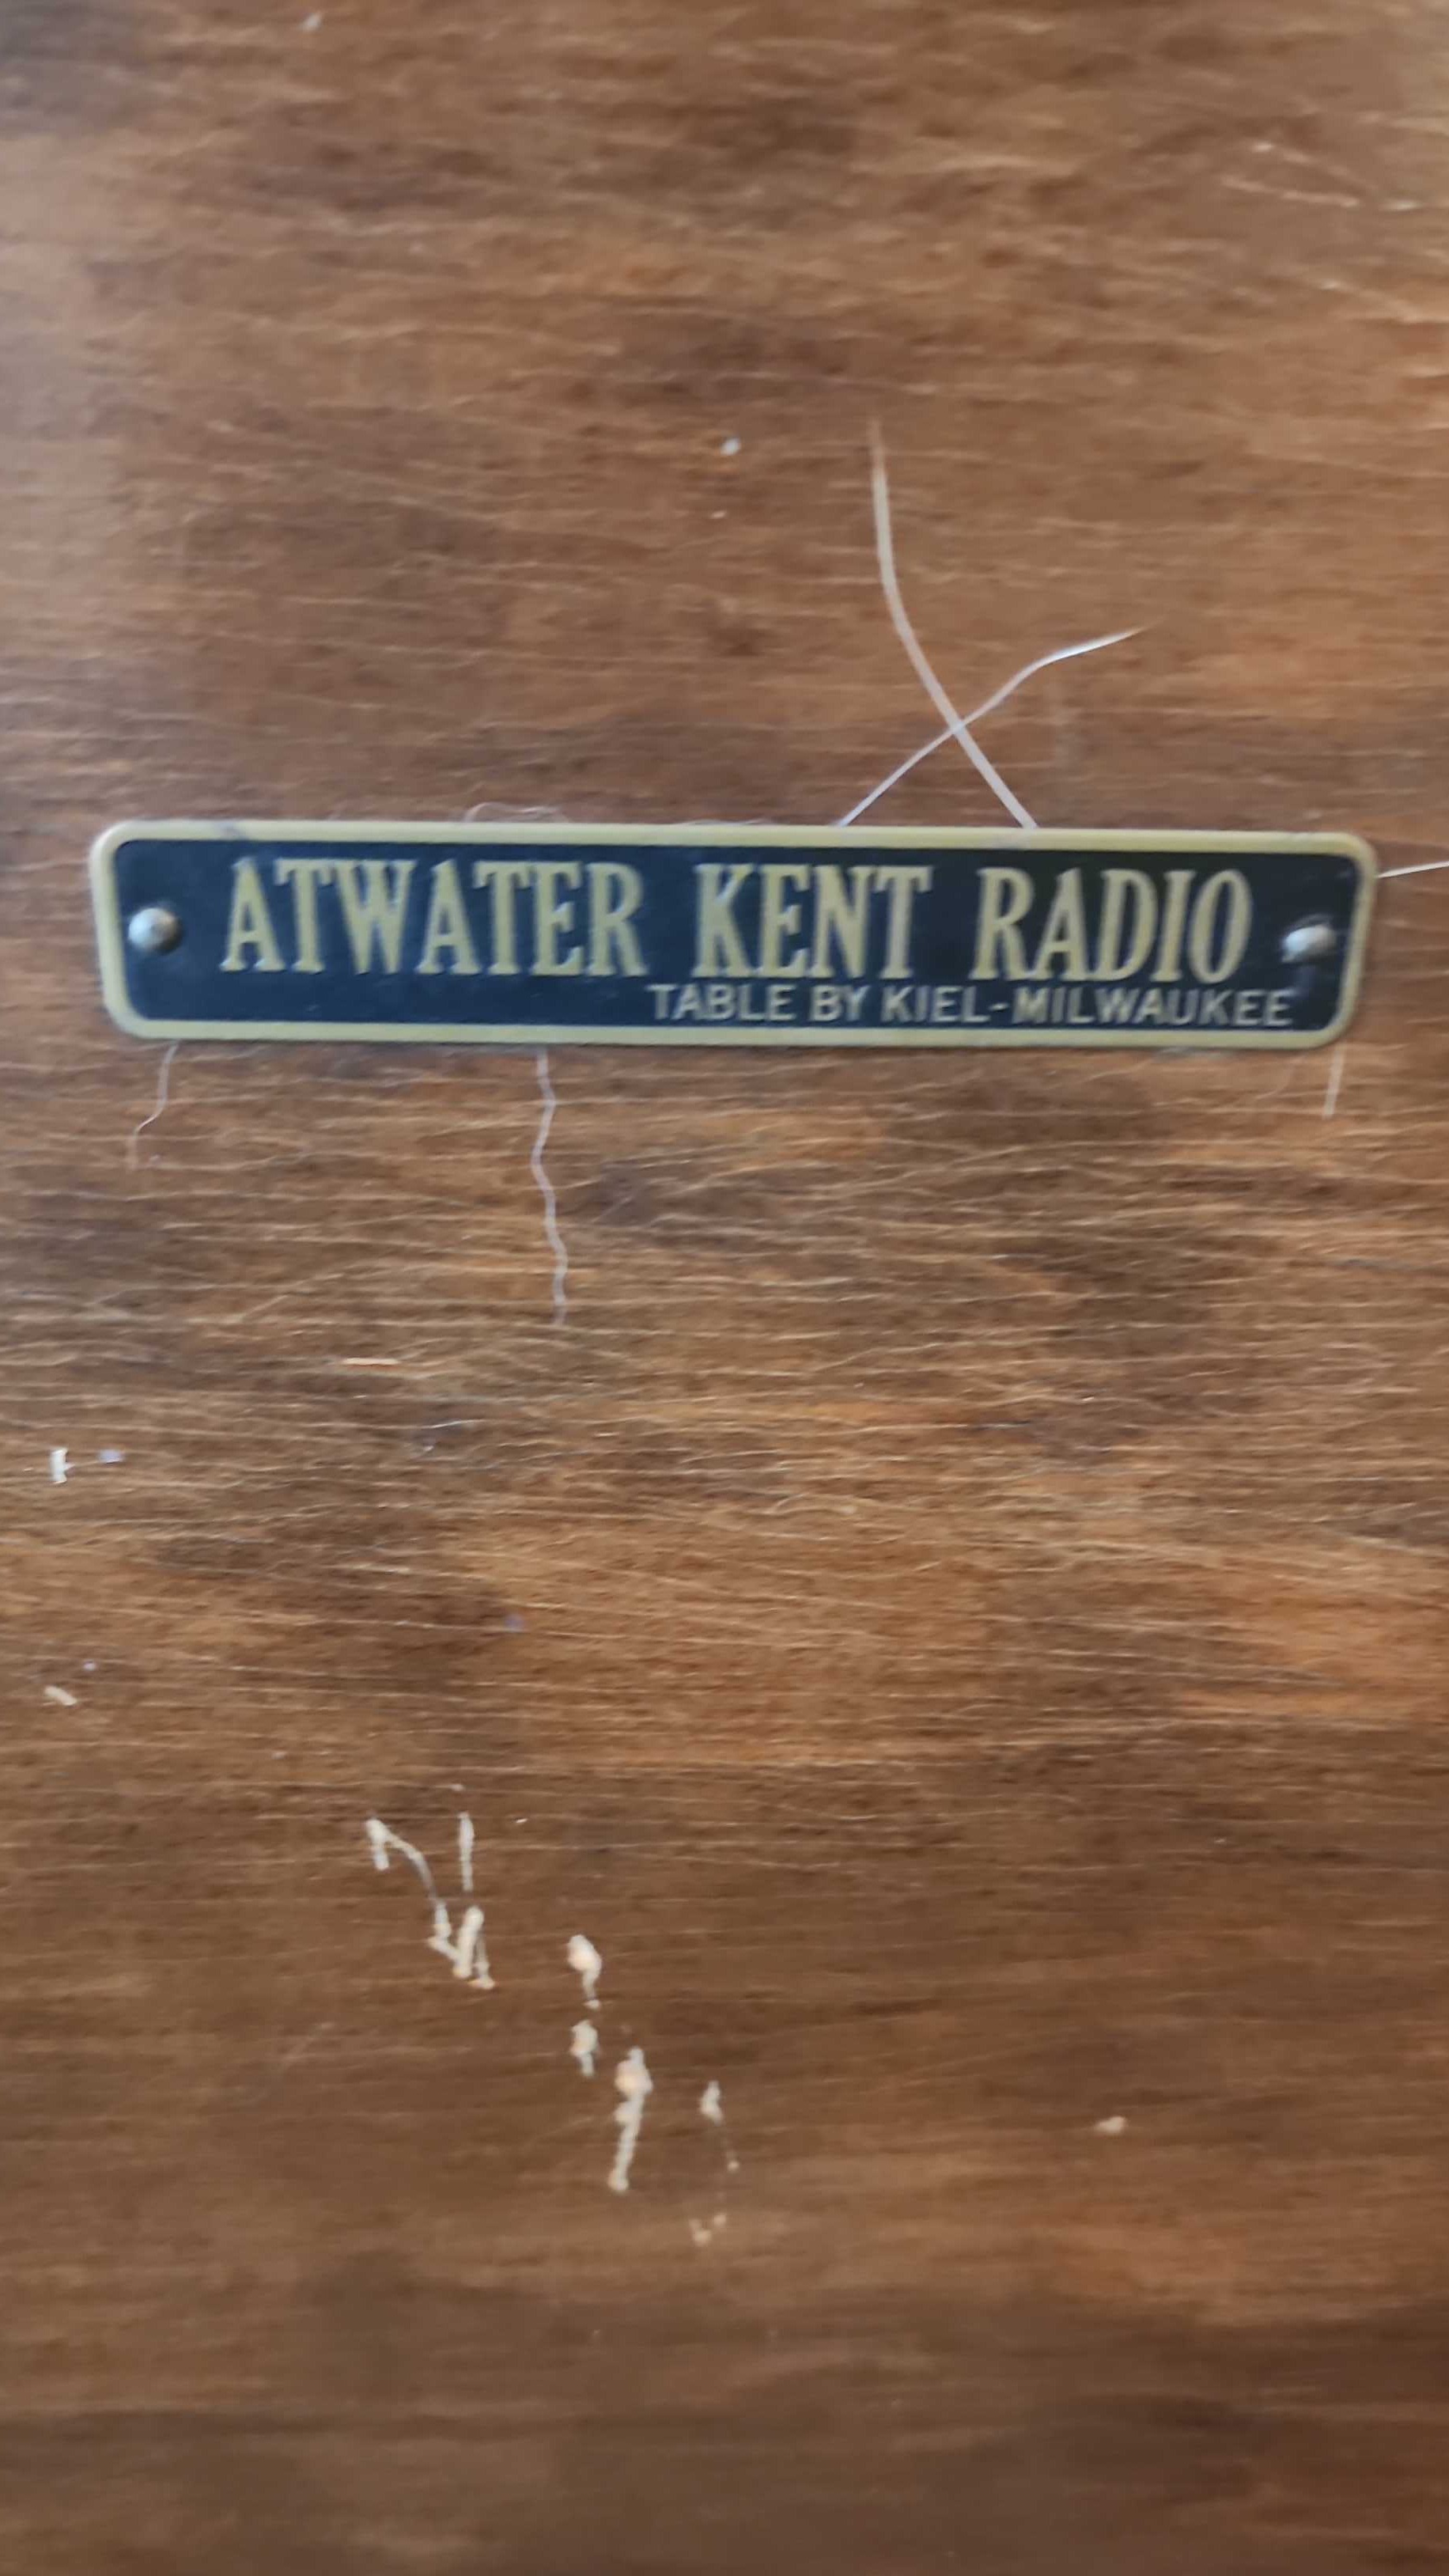 ATWATER KENT RADIO
TABLE BY KIEL-MILWAUKEE